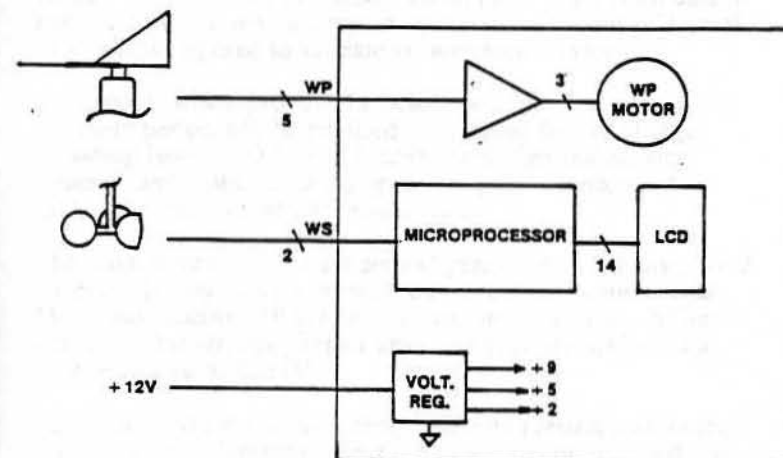 WP
5
3
WP
MOTOR
WS
2
MICROPROCESSOR
14
LCD
+12V
VOLT.
REG.
+9
+5
+2